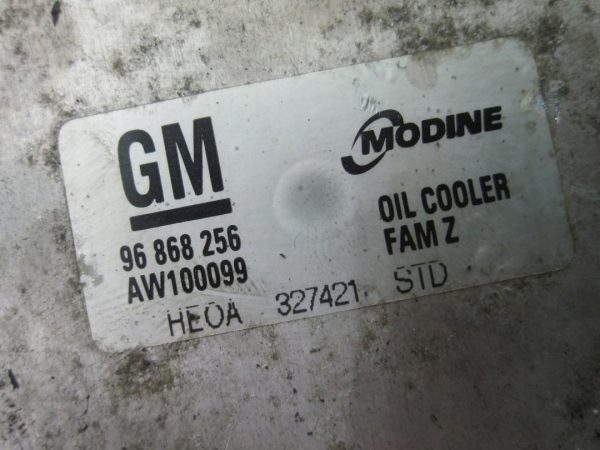 GM
96 868 256
AW100099
MODINE
OIL COOLER
FAM Z
HEOA 327421 STD